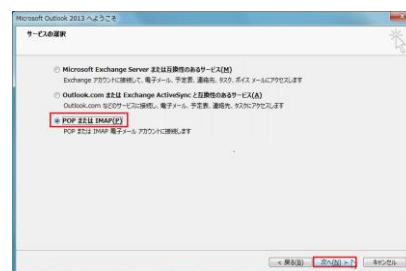 Microsoft Outlook 2013 へようこそ
サービスの選択
Microsoft Exchange Server または互換性のあるサービス(M)
Exchange アカウントに接続して、電子メール、予定表、連絡先、タスク、ボイス メールにアクセスします
Outlook.com または Exchange ActiveSync と互換性のあるサービス(A)
Outlook.com などのサービスに接続し、電子メール、予定表、連絡先、タスクにアクセスします
POP または IMAP(P)
POP または IMAP 電子メール アカウントに接続します
< 戻る(B)
次へ(N) >
キャンセル